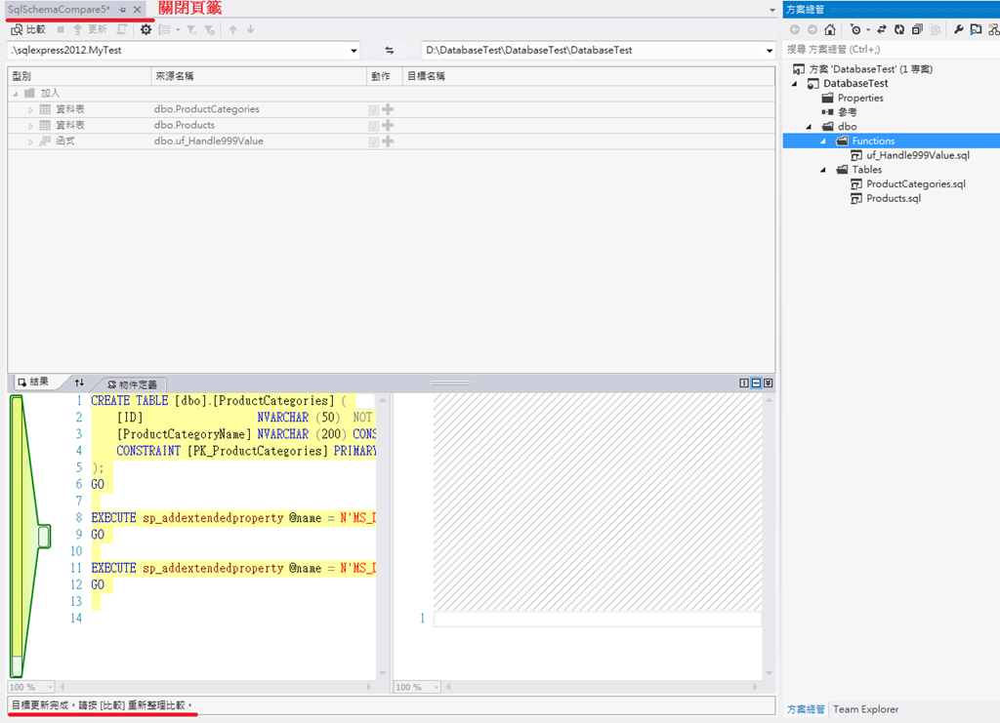 SqlSchemaCompare5*
關閉頁籤
比較
更新
.\sqlexpress2012.MyTest
D:\DatabaseTest\DatabaseTest\DatabaseTest
型別 來源名稱 動作 目標名稱
加入
資料表 dbo.ProductCategories
資料表 dbo.Products
函式 dbo.uf_Handle999Value
結果
物件定義
1 CREATE TABLE [dbo].[ProductCategories] (
2 [ID] NVARCHAR (50) NOT
3 [ProductCategoryName] NVARCHAR (200) CONS
4 CONSTRAINT [PK_ProductCategories] PRIMARY
5 );
6 GO
7
8 EXECUTE sp_addextendedproperty @name = N'MS_D
9 GO
10
11 EXECUTE sp_addextendedproperty @name = N'MS_D
12 GO
13
14
1
100 %
100 %
目標更新完成。請按 [比較] 重新整理比較。
方案總管
搜尋 方案總管 (Ctrl+;)
方案 'DatabaseTest' (1 專案)
DatabaseTest
Properties
參考
dbo
Functions
uf_Handle999Value.sql
Tables
ProductCategories.sql
Products.sql
方案總管 Team Explorer